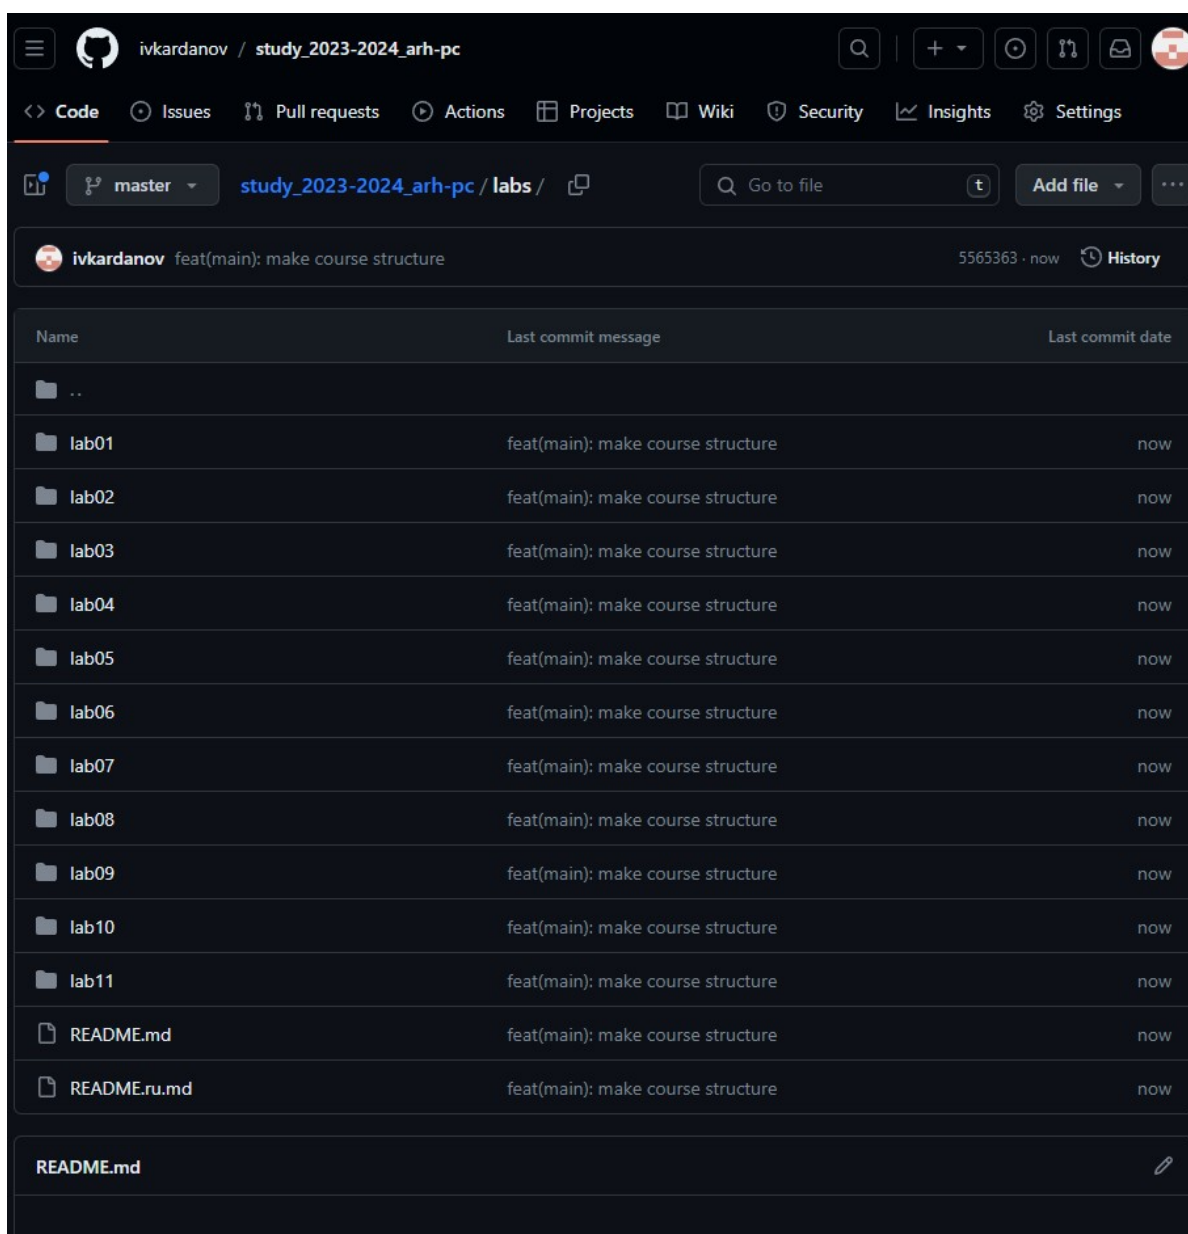 ivkardanov / study_2023-2024_arh-pc
<> Code Issues Pull requests Actions Projects Wiki Security Insights Settings
master study_2023-2024_arh-pc / labs / Go to file t Add file
ivkardanov feat(main): make course structure 5565363 · now History
Name Last commit message Last commit date
..
lab01 feat(main): make course structure now
lab02 feat(main): make course structure now
lab03 feat(main): make course structure now
lab04 feat(main): make course structure now
lab05 feat(main): make course structure now
lab06 feat(main): make course structure now
lab07 feat(main): make course structure now
lab08 feat(main): make course structure now
lab09 feat(main): make course structure now
lab10 feat(main): make course structure now
lab11 feat(main): make course structure now
README.md feat(main): make course structure now
README.ru.md feat(main): make course structure now
README.md